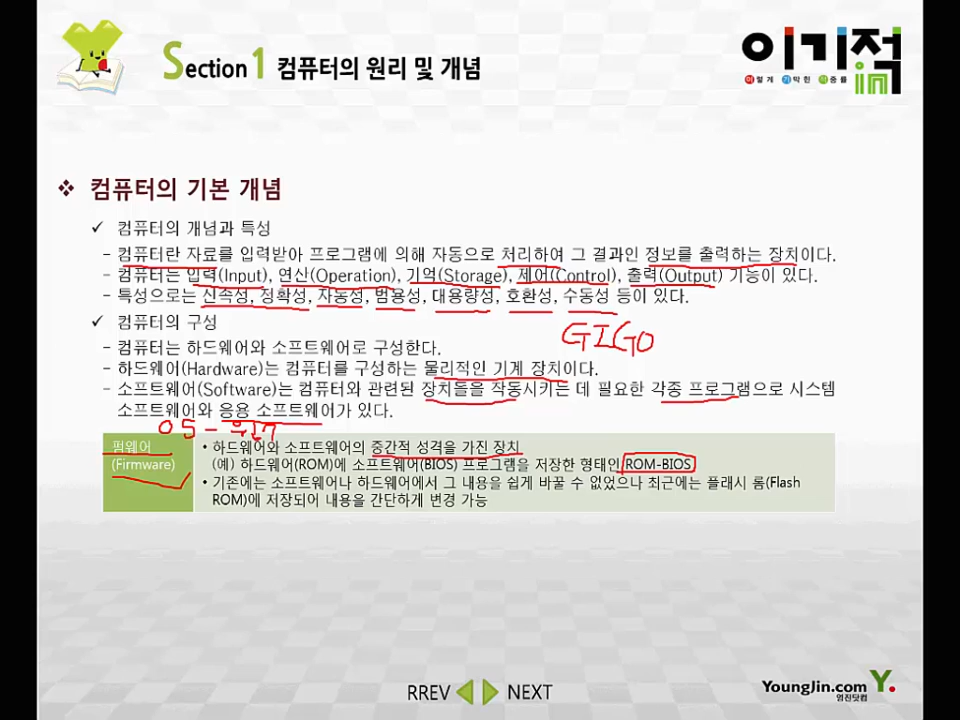 Section1 컴퓨터의 원리 및 개념
이기적in
이렇게 기막힌 적중률
❖ 컴퓨터의 기본 개념
✓ 컴퓨터의 개념과 특성
- 컴퓨터란 자료를 입력받아 프로그램에 의해 자동으로 처리하여 그 결과인 정보를 출력하는 장치이다.
- 컴퓨터는 입력(Input), 연산(Operation), 기억(Storage), 제어(Control), 출력(Output) 기능이 있다.
- 특성으로는 신속성, 정확성, 자동성, 범용성, 대용량성, 호환성, 수동성 등이 있다.
✓ 컴퓨터의 구성
GIGO
- 컴퓨터는 하드웨어와 소프트웨어로 구성한다.
- 하드웨어(Hardware)는 컴퓨터를 구성하는 물리적인 기계 장치이다.
- 소프트웨어(Software)는 컴퓨터와 관련된 장치들을 작동시키는 데 필요한 각종 프로그램으로 시스템
소프트웨어와 응용 소프트웨어가 있다.
OS -
펌웨어
(Firmware)
• 하드웨어와 소프트웨어의 중간적 성격을 가진 장치
(예) 하드웨어(ROM)에 소프트웨어(BIOS) 프로그램을 저장한 형태인 ROM-BIOS
• 기존에는 소프트웨어나 하드웨어에서 그 내용을 쉽게 바꿀 수 없었으나 최근에는 플래시 롬(Flash
ROM)에 저장되어 내용을 간단하게 변경 가능
RREV NEXT
YoungJin.com Y.
영진닷컴